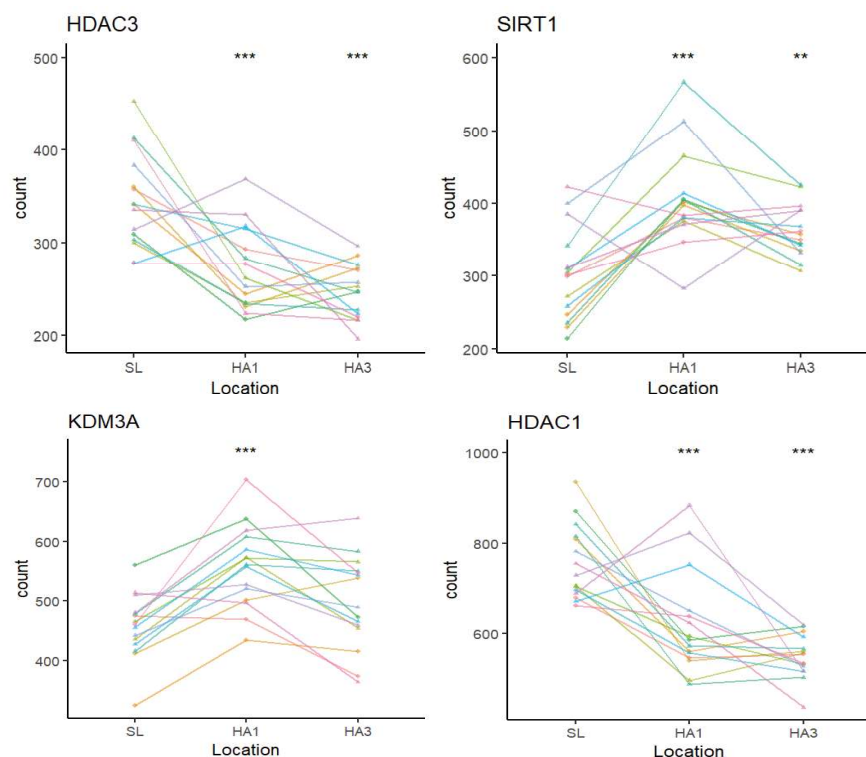 HDAC3
500
400
300
200
count
*** ***
SL HA1 HA3
Location
SIRT1
600
500
400
300
200
count
*** **
SL HA1 HA3
Location
KDM3A
700
600
500
400
count
***
SL HA1 HA3
Location
HDAC1
1000
800
600
count
*** ***
SL HA1 HA3
Location